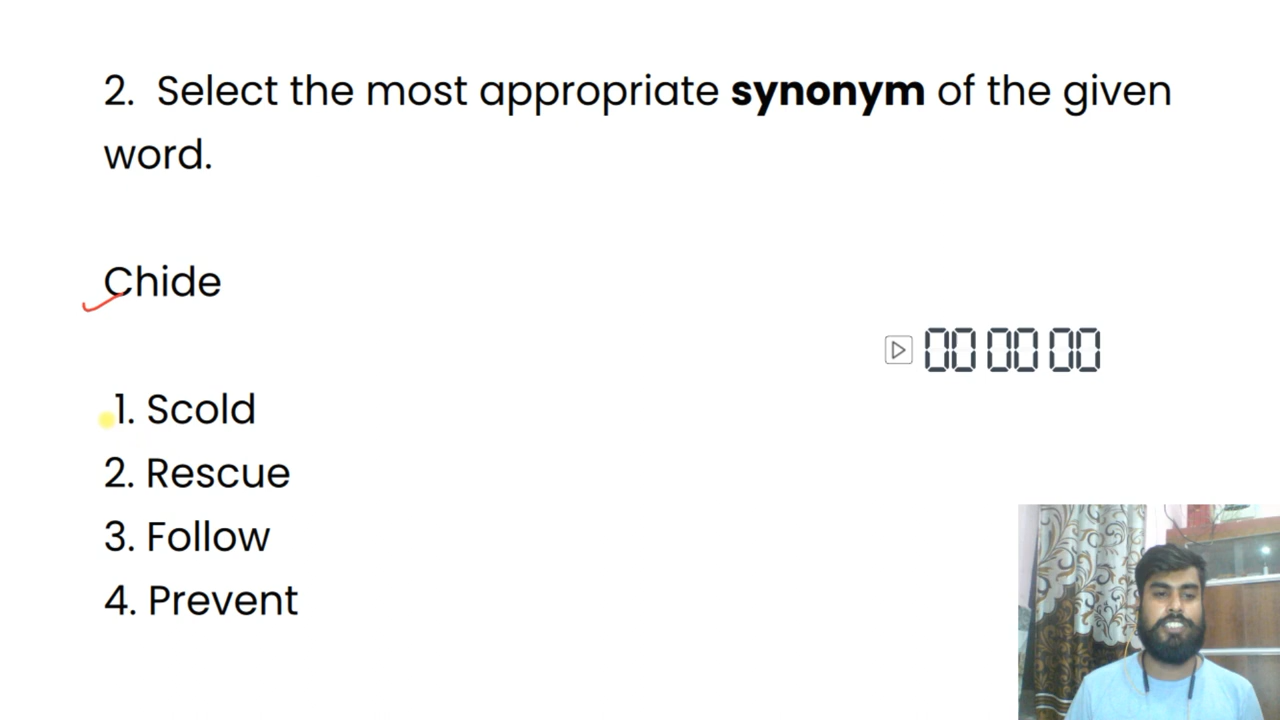 2. Select the most appropriate synonym of the given
word.
Chide
00 00 00
1. Scold
2. Rescue
3. Follow
4. Prevent